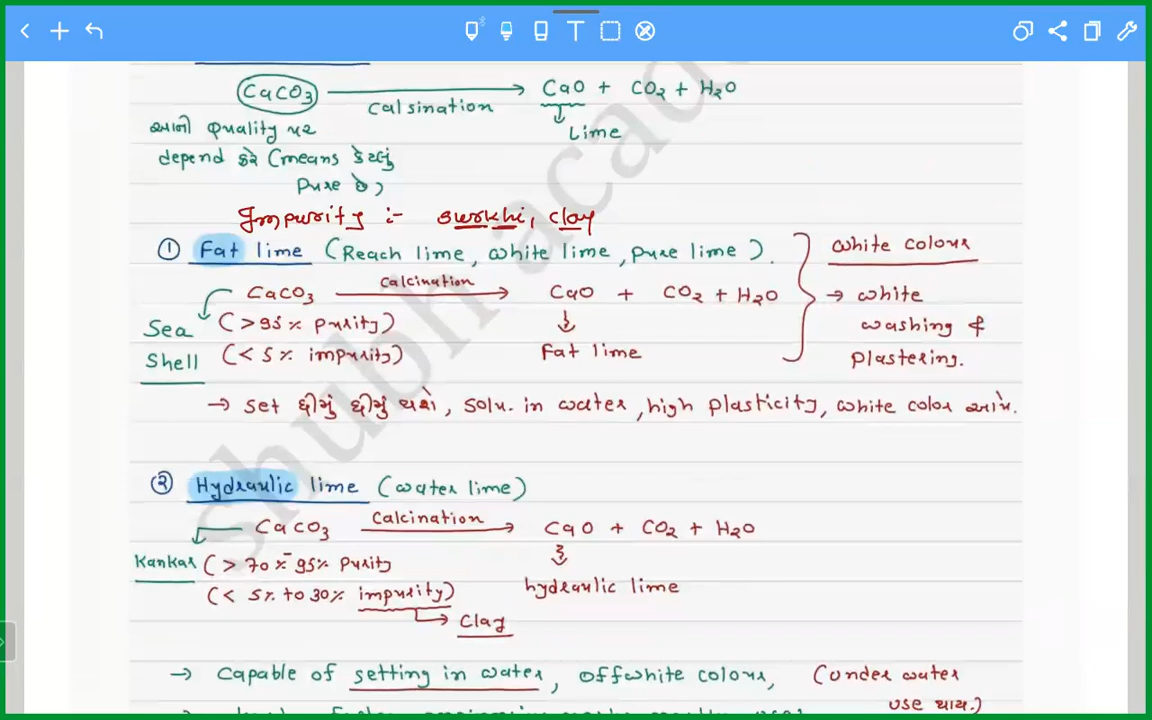 CaCO3 → Calsination CaO + CO2 + H2O
Lime
આની quality પર
depend કરે (means કેટલું
Pure છે)
Impurity :- surkhi, clay
① Fat lime (Reach lime, white lime, pure lime).
white colour
CaCO3 → Calcination CaO + CO2 + H2O
→ white
washing &
plastering.
Sea
Shell
(>95% purity)
(<5% impurity)
Fat lime
→ Set ધીમું ધીમું થશે, solu. in water, high plasticity, white color આપે.
② Hydraulic lime (water lime)
CaCO3 → Calcination CaO + CO2 + H2O
Kankar (>70%-95% Purity
(<5% to 30% impurity)
→ Clay
hydraulic lime
→ Capable of setting in water, offwhite colour, (under water
use થાય.)
shubh acad